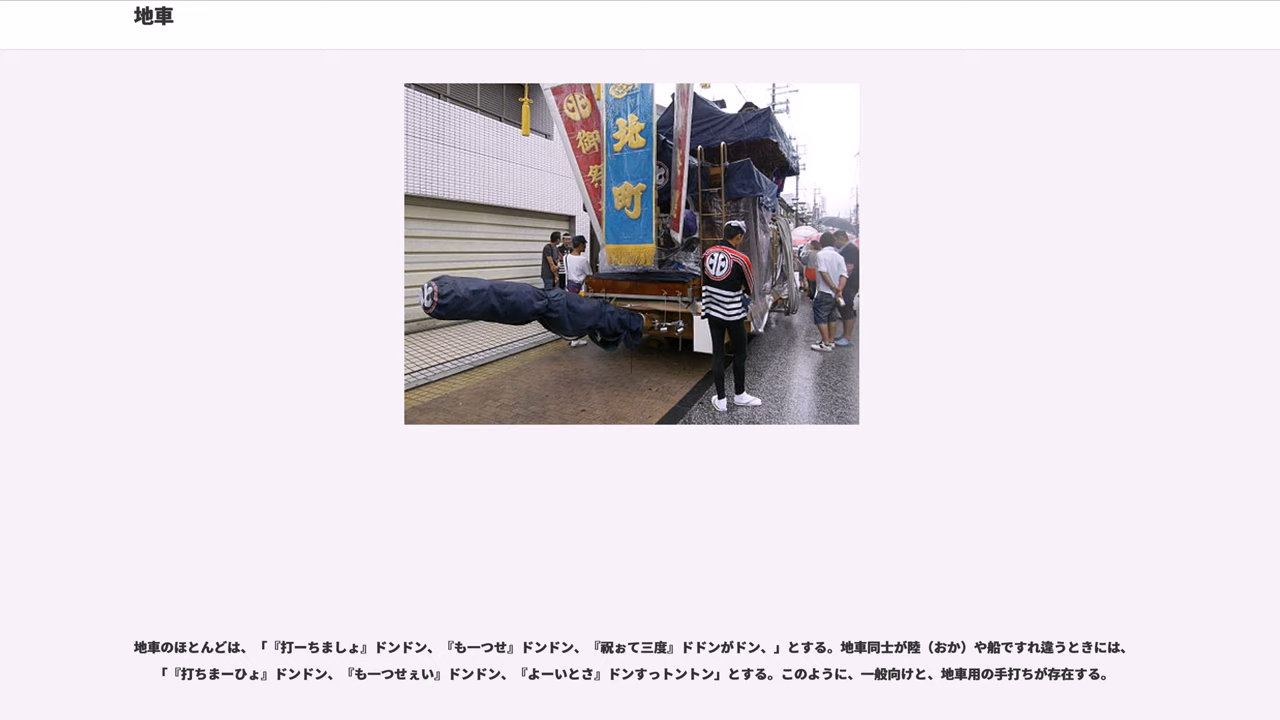 地車
北町
御祭
地車のほとんどは、「『打ーちましょ』ドンドン、『も一つせ』ドンドン、『祝ぉて三度』ドドンがドン、」とする。地車同士が陸（おか）や船ですれ違うときには、
「『打ちまーひょ』ドンドン、『も一つせぇい』ドンドン、『よーいとさ』ドンすっトントン」とする。このように、一般向けと、地車用の手打ちが存在する。